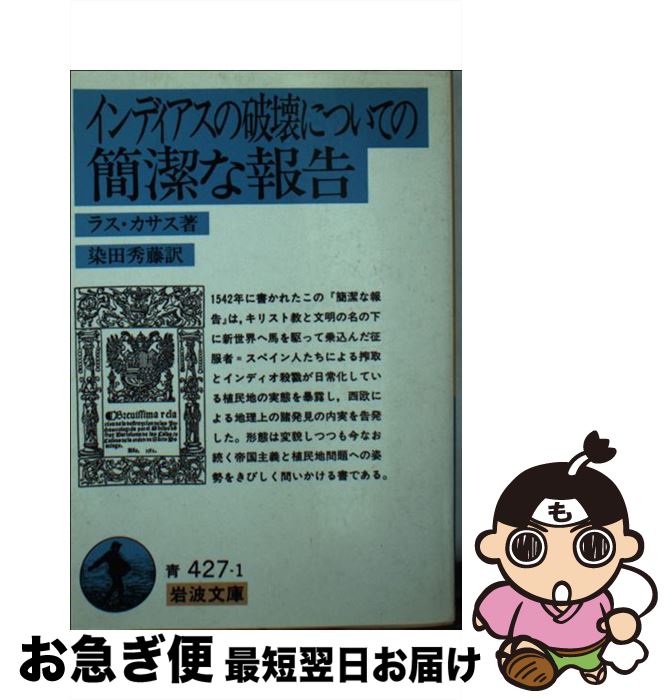 インディアスの破壊についての
簡潔な報告
ラス・カサス著
染田秀藤訳
1542年に書かれたこの『簡潔な報
告』は,キリスト教と文明の名の下
に新世界へ馬を駆って乗込んだ征
服者=スペイン人たちによる搾取
とインディオ殺戮が日常化してい
る植民地の実態を暴露し,西欧に
よる地理上の諸発見の内実を告発
した。形態は変貌しつつも今なお
続く帝国主義と植民地問題への姿
勢をきびしく問いかける書である。
青 427-1
岩波文庫
も
お急ぎ便 最短翌日お届け